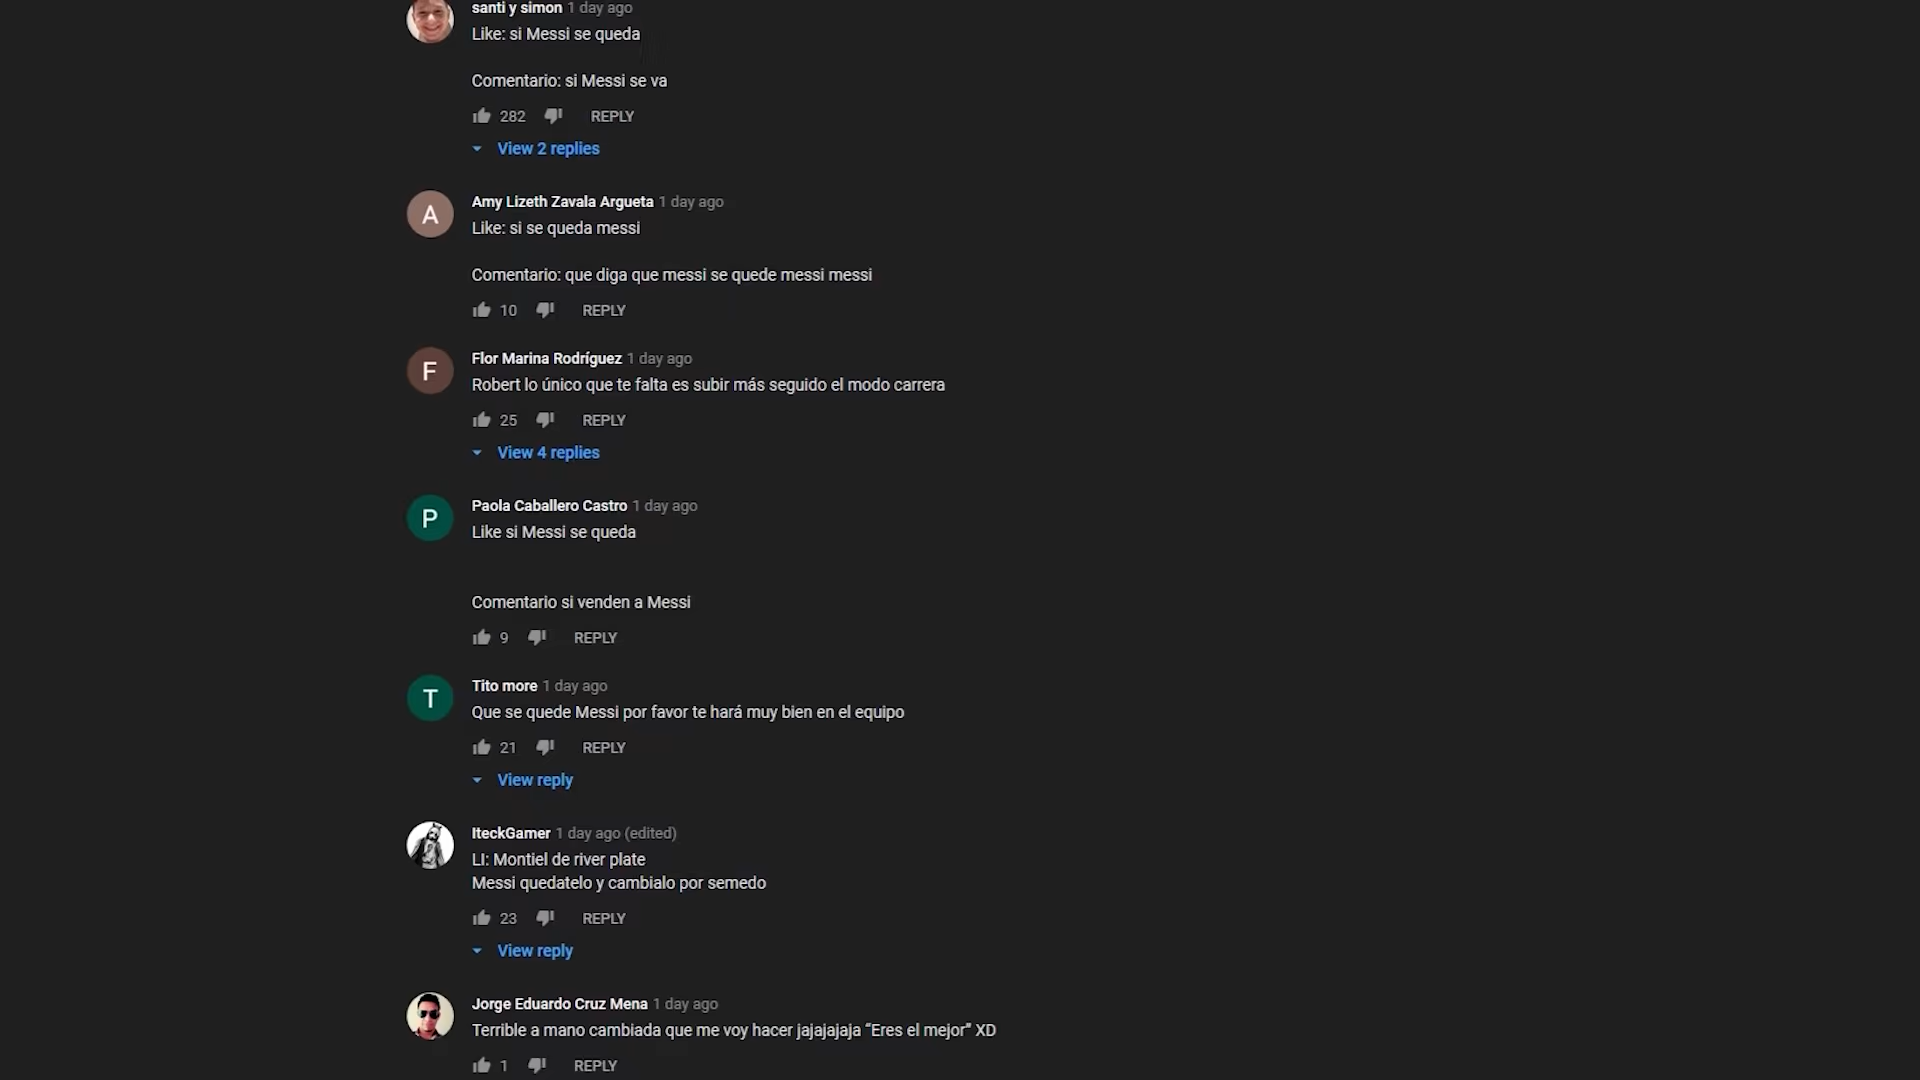 santi y simon 1 day ago
Like: si Messi se queda
Comentario: si Messi se va
282 REPLY
View 2 replies
A
Amy Lizeth Zavala Argueta 1 day ago
Like: si se queda messi
Comentario: que diga que messi se quede messi messi
10 REPLY
F
Flor Marina Rodríguez 1 day ago
Robert lo único que te falta es subir más seguido el modo carrera
25 REPLY
View 4 replies
P
Paola Caballero Castro 1 day ago
Like si Messi se queda
Comentario si venden a Messi
9 REPLY
T
Tito more 1 day ago
Que se quede Messi por favor te hará muy bien en el equipo
21 REPLY
View reply
IteckGamer 1 day ago (edited)
LI: Montiel de river plate
Messi quedatelo y cambialo por semedo
23 REPLY
View reply
Jorge Eduardo Cruz Mena 1 day ago
Terrible a mano cambiada que me voy hacer jajajajaja “Eres el mejor” XD
1 REPLY